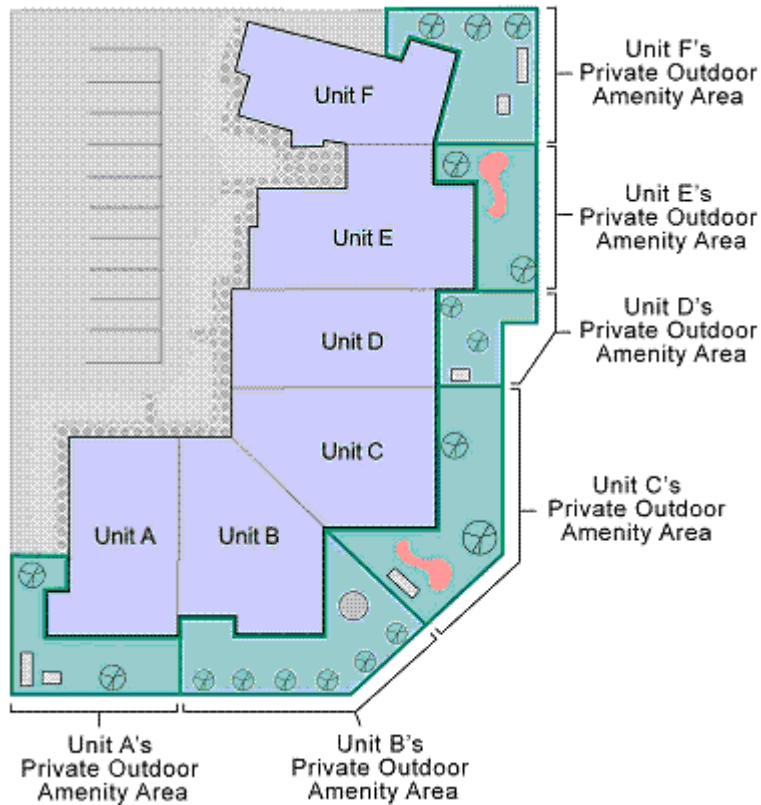 Unit F
Unit F's
Private Outdoor
Amenity Area
Unit E
Unit E's
Private Outdoor
Amenity Area
Unit D
Unit D's
Private Outdoor
Amenity Area
Unit C
Unit C's
Private Outdoor
Amenity Area
Unit A
Unit B
Unit A's
Private Outdoor
Amenity Area
Unit B's
Private Outdoor
Amenity Area